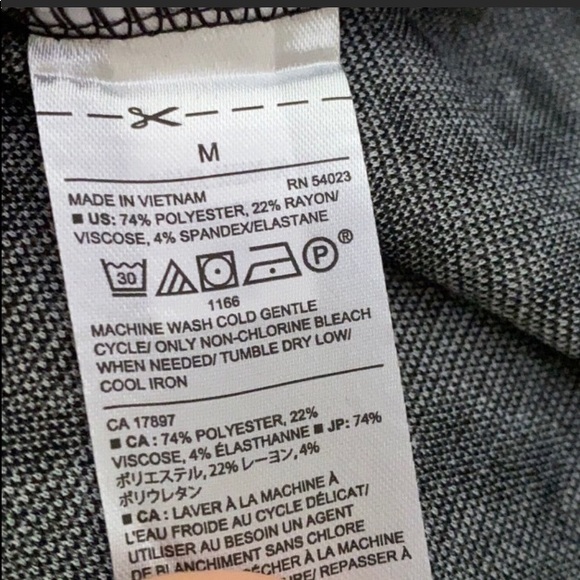 M
MADE IN VIETNAM RN 54023
■ US: 74% POLYESTER, 22% RAYON/
VISCOSE, 4% SPANDEX/ELASTANE
30 P®
1166
MACHINE WASH COLD GENTLE
CYCLE/ ONLY NON-CHLORINE BLEACH
WHEN NEEDED/ TUMBLE DRY LOW/
COOL IRON
CA 17897
■ CA : 74% POLYESTER, 22%
VISCOSE, 4% ÉLASTHANNE ■ JP: 74%
ポリエステル, 22% レーヨン, 4%
ポリウレタン
■ CA : LAVER À LA MACHINE À
L'EAU FROIDE AU CYCLE DÉLICAT/
UTILISER AU BESOIN UN AGENT
DE BLANCHIMENT SANS CHLORE
À LA MACHINE
REPASSER À